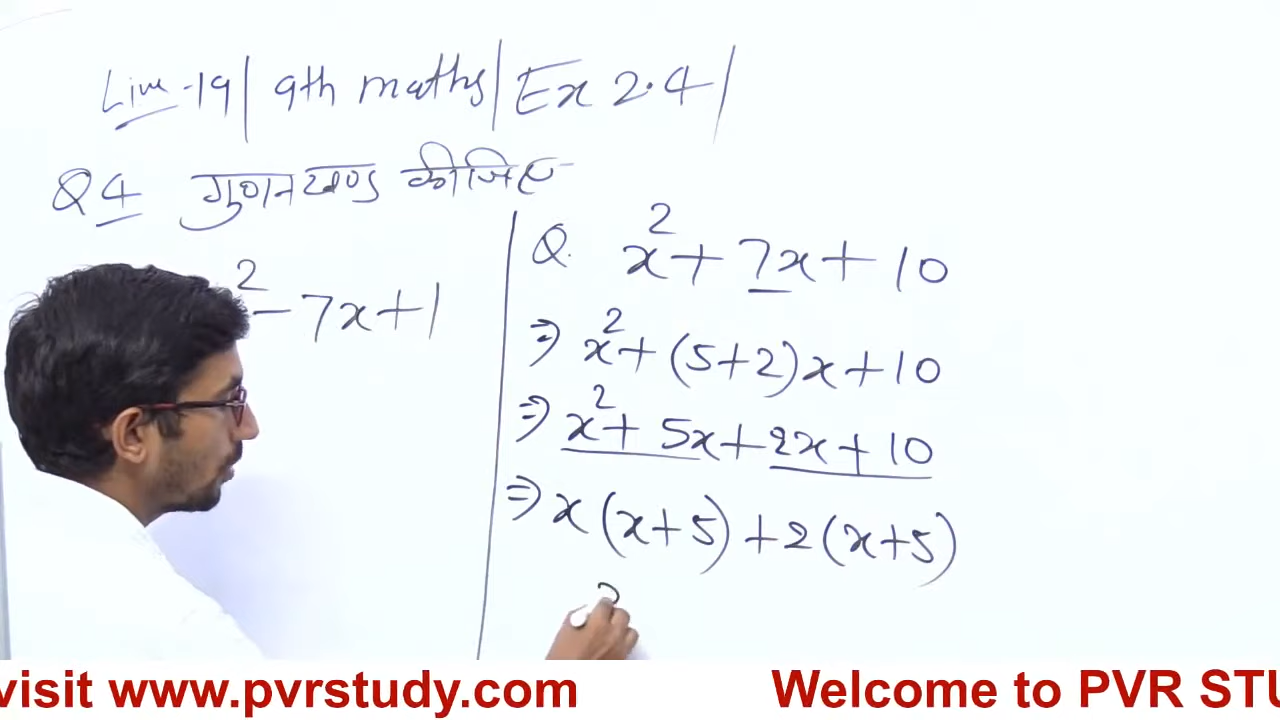 Live-19| 9th maths| Ex 2.4|
Q4 गुणनखण्ड कीजिए
² - 7x+1
Q. x² + 7x + 10
⇒ x² + (5+2)x + 10
⇒ x² + 5x + 2x + 10
⇒ x(x+5) + 2(x+5)
visit www.pvrstudy.com Welcome to PVR STU